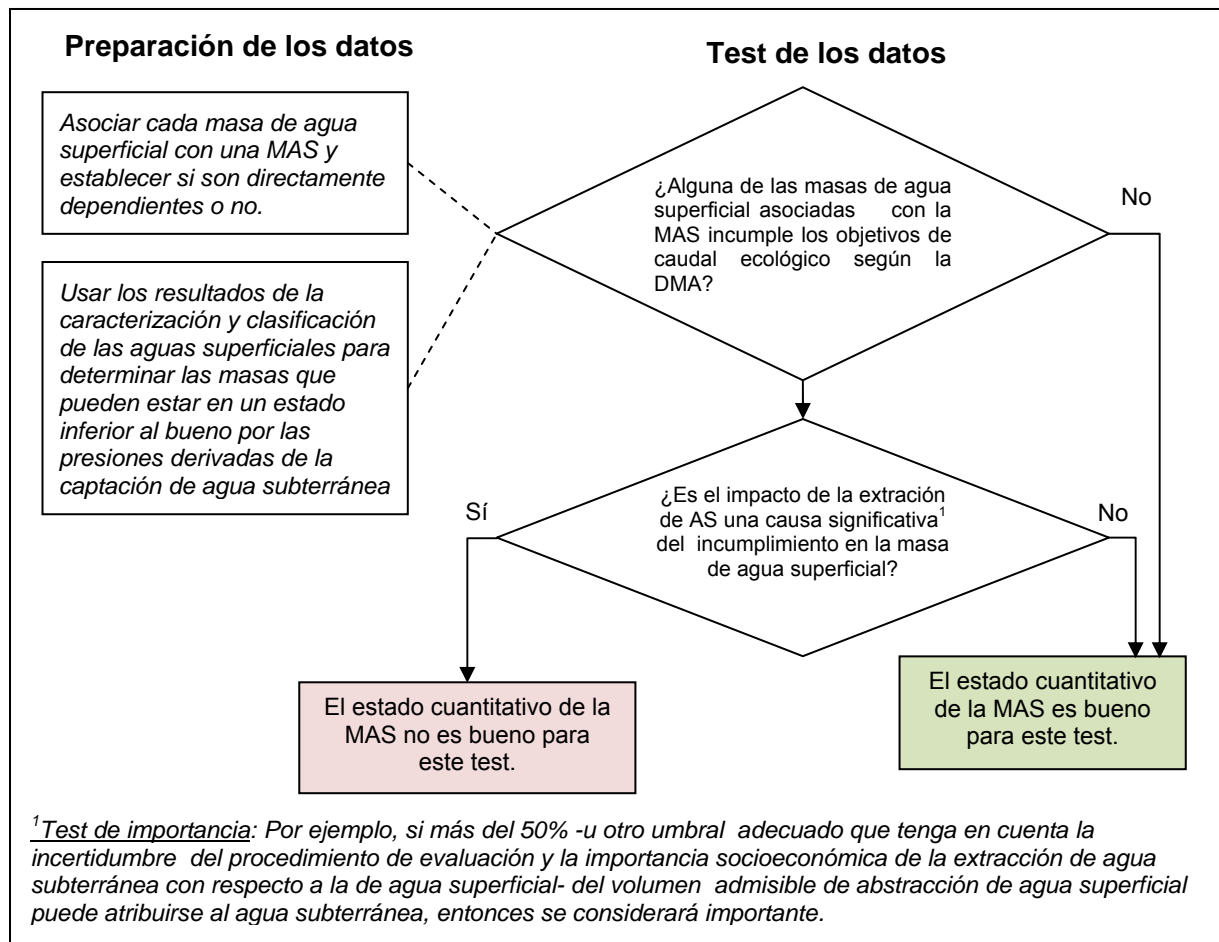 Preparación de los datos
Test de los datos
Asociar cada masa de agua
superficial con una MAS y
establecer si son directamente
dependientes o no.
Usar los resultados de la
caracterización y clasificación
de las aguas superficiales para
determinar las masas que
pueden estar en un estado
inferior al bueno por las
presiones derivadas de la
captación de agua subterránea
¿Alguna de las masas de agua
superficial asociadas con la
MAS incumple los objetivos de
caudal ecológico según la
DMA?
No
¿Es el impacto de la extración
de AS una causa significativa¹
del incumplimiento en la masa
de agua superficial?
Sí
No
El estado cuantitativo de la
MAS no es bueno para
este test.
El estado cuantitativo
de la MAS es bueno
para este test.
¹Test de importancia: Por ejemplo, si más del 50% -u otro umbral adecuado que tenga en cuenta la
incertidumbre del procedimiento de evaluación y la importancia socioeconómica de la extracción de agua
subterránea con respecto a la de agua superficial- del volumen admisible de abstracción de agua superficial
puede atribuirse al agua subterránea, entonces se considerará importante.